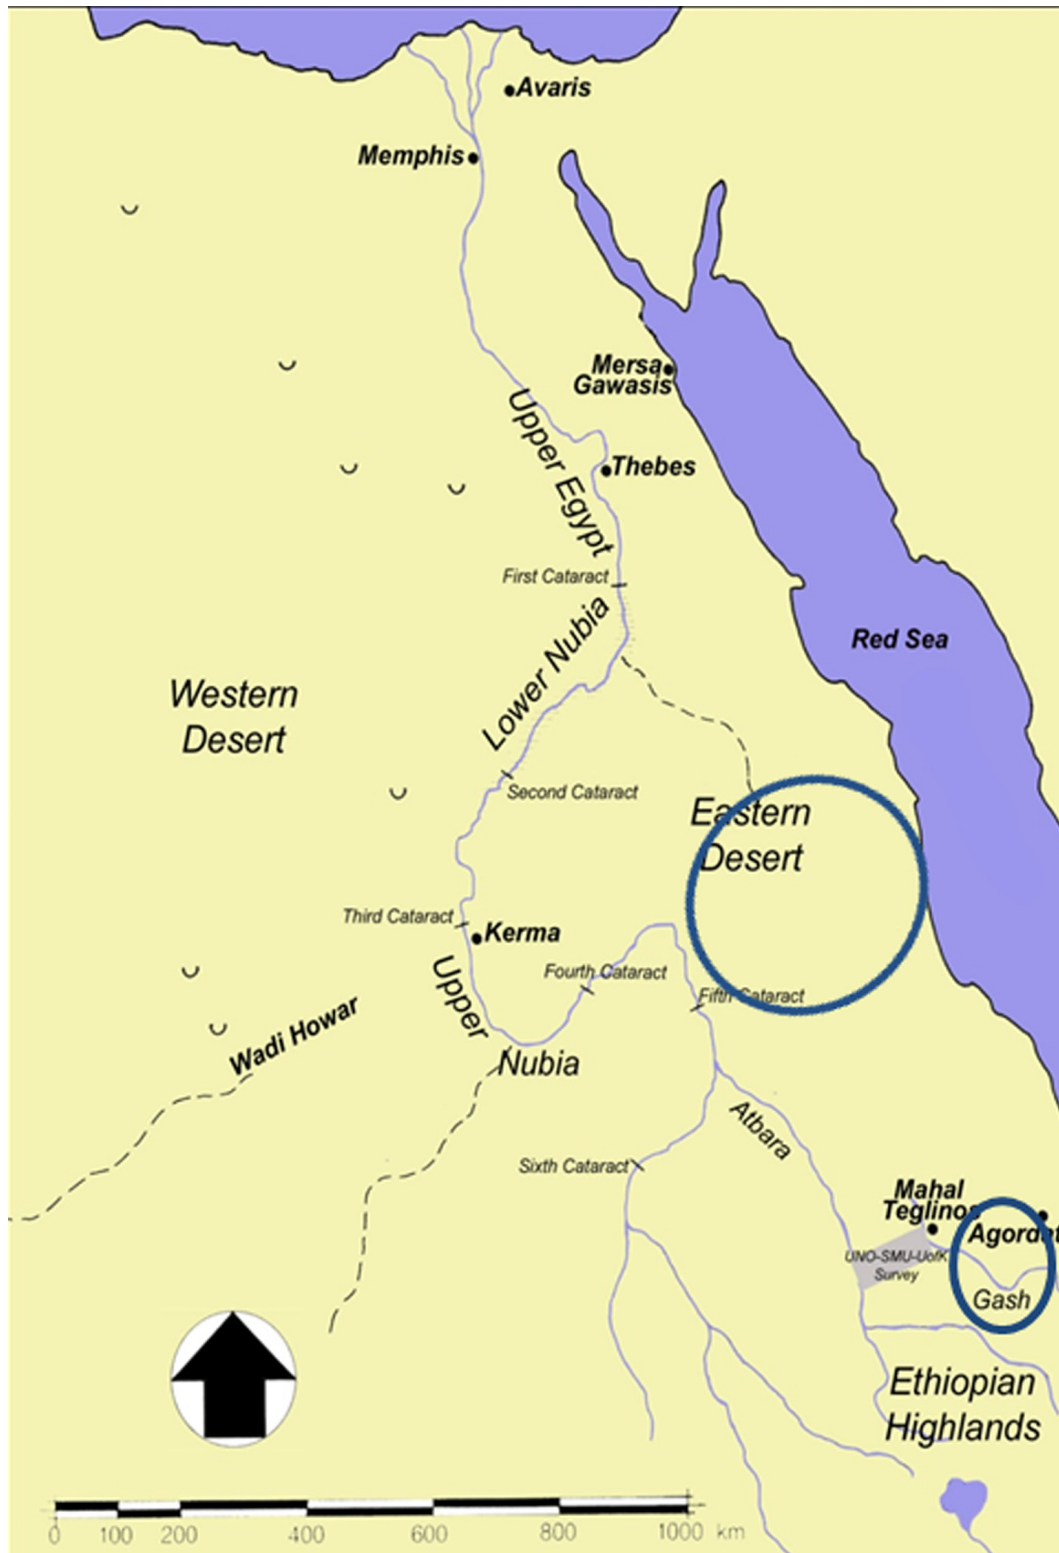 Avaris
Memphis
Mersa
Gawasis
Upper Egypt
Thebes
First Cataract
Lower Nubia
Red Sea
Western
Desert
Second Cataract
Eastern
Desert
Third Cataract
Kerma
Fourth Cataract
Upper
Fifth Cataract
Wadi Howar
Nubia
Atbara
Sixth Cataract
Mahal
Teglinos
Agordat
UNO-SMU-UofK
Survey
Gash
Ethiopian
Highlands
0 100 200 400 600 800 1000 km